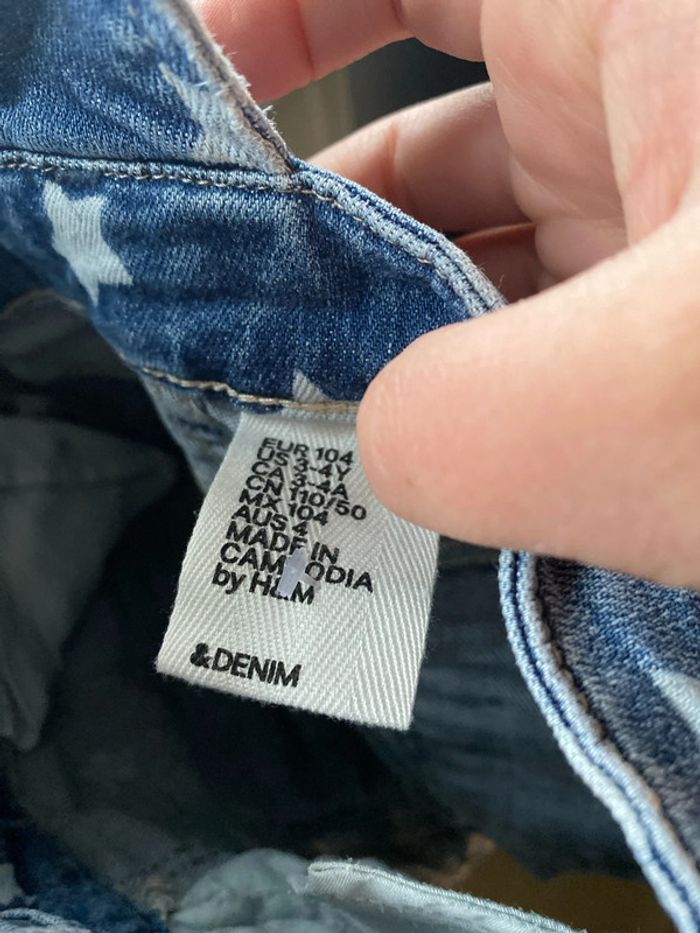 EUR 104
US 3-4Y
CA 3-4A
CN 110/50
MX 104
AUS 4
MADE IN
CAMBODIA
by H&M
&DENIM